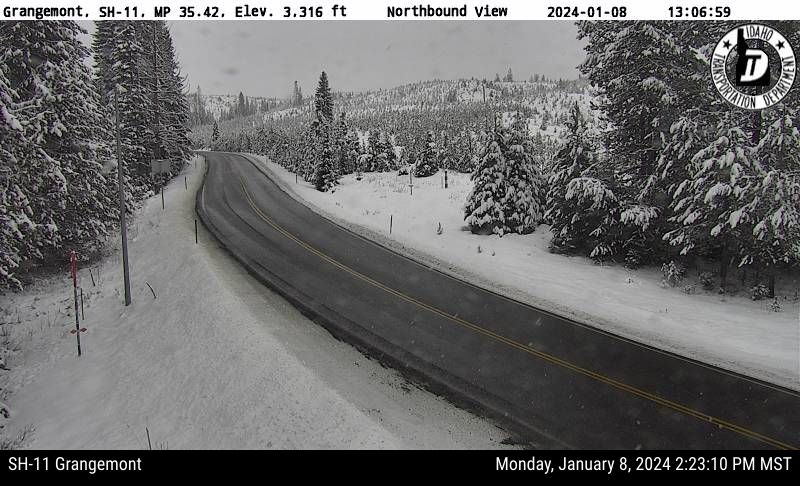 Grangemont, SH-11, MP 35.42, Elev. 3,316 ft Northbound View 2024-01-08 13:06:59
IDAHO
TRANSPORTATION DEPARTMENT
SH-11 Grangemont Monday, January 8, 2024 2:23:10 PM MST